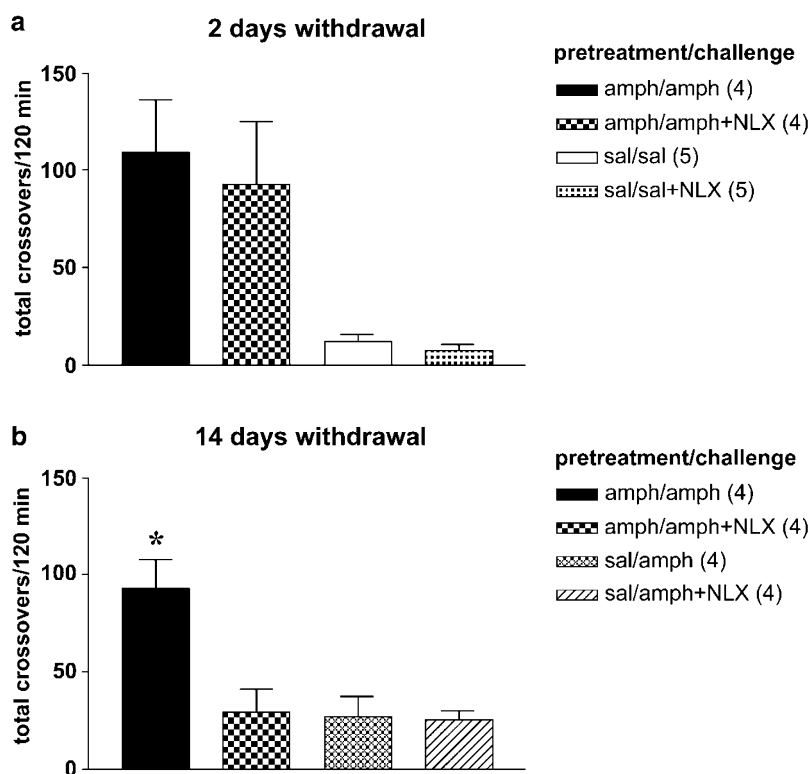 a
2 days withdrawal
total crossovers/120 min
150
100
50
0
pretreatment/challenge
amph/amph (4)
amph/amph+NLX (4)
sal/sal (5)
sal/sal+NLX (5)
b
14 days withdrawal
total crossovers/120 min
150
100
50
0
*
pretreatment/challenge
amph/amph (4)
amph/amph+NLX (4)
sal/amph (4)
sal/amph+NLX (4)